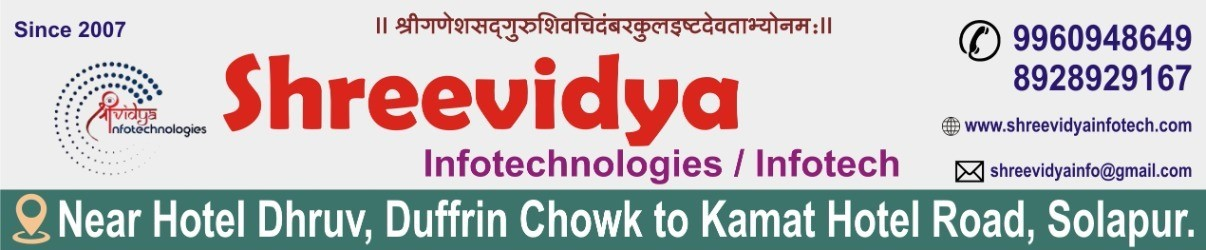 Since 2007
॥ श्रीगणेशसद्‌गुरुशिवचिदंबरकुलइष्टदेवताभ्योनमः॥
श्रीvidya
Infotechnologies
Shreevidya
Infotechnologies / Infotech
9960948649
8928929167
www.shreevidyainfotech.com
shreevidyainfo@gmail.com
Near Hotel Dhruv, Duffrin Chowk to Kamat Hotel Road, Solapur.